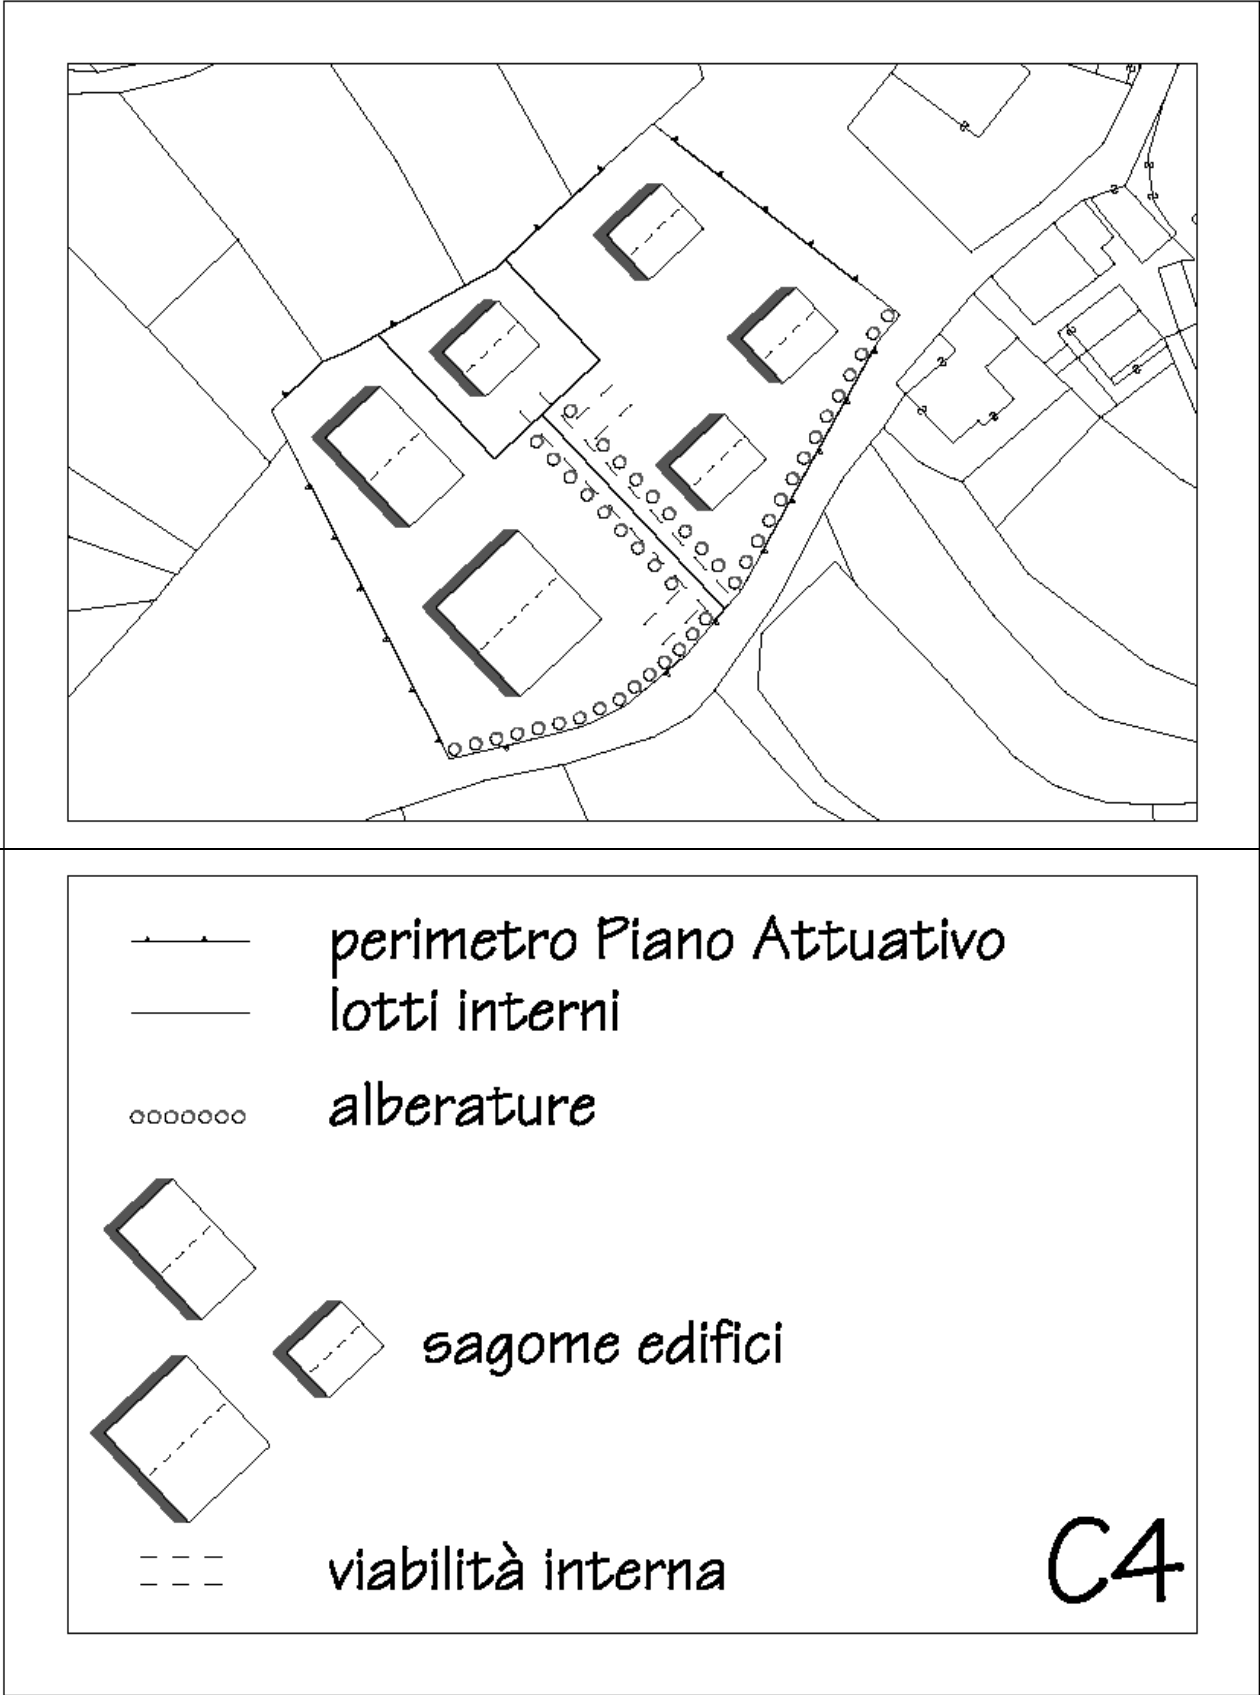 perimetro Piano Attuativo
lotti interni
alberature
sagome edifici
viabilità interna
C4